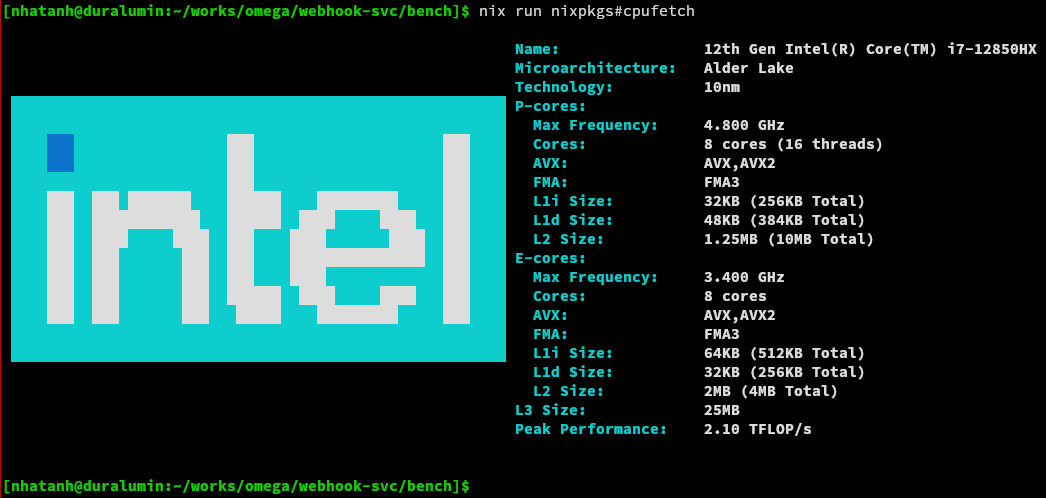 [nhatanh@duralumin:~/works/omega/webhook-svc/bench]$ nix run nixpkgs#cpufetch
intel
Name: 12th Gen Intel(R) Core(TM) i7-12850HX
Microarchitecture: Alder Lake
Technology: 10nm
P-cores:
Max Frequency: 4.800 GHz
Cores: 8 cores (16 threads)
AVX: AVX,AVX2
FMA: FMA3
L1i Size: 32KB (256KB Total)
L1d Size: 48KB (384KB Total)
L2 Size: 1.25MB (10MB Total)
E-cores:
Max Frequency: 3.400 GHz
Cores: 8 cores
AVX: AVX,AVX2
FMA: FMA3
L1i Size: 64KB (512KB Total)
L1d Size: 32KB (256KB Total)
L2 Size: 2MB (4MB Total)
L3 Size: 25MB
Peak Performance: 2.10 TFLOP/s
[nhatanh@duralumin:~/works/omega/webhook-svc/bench]$